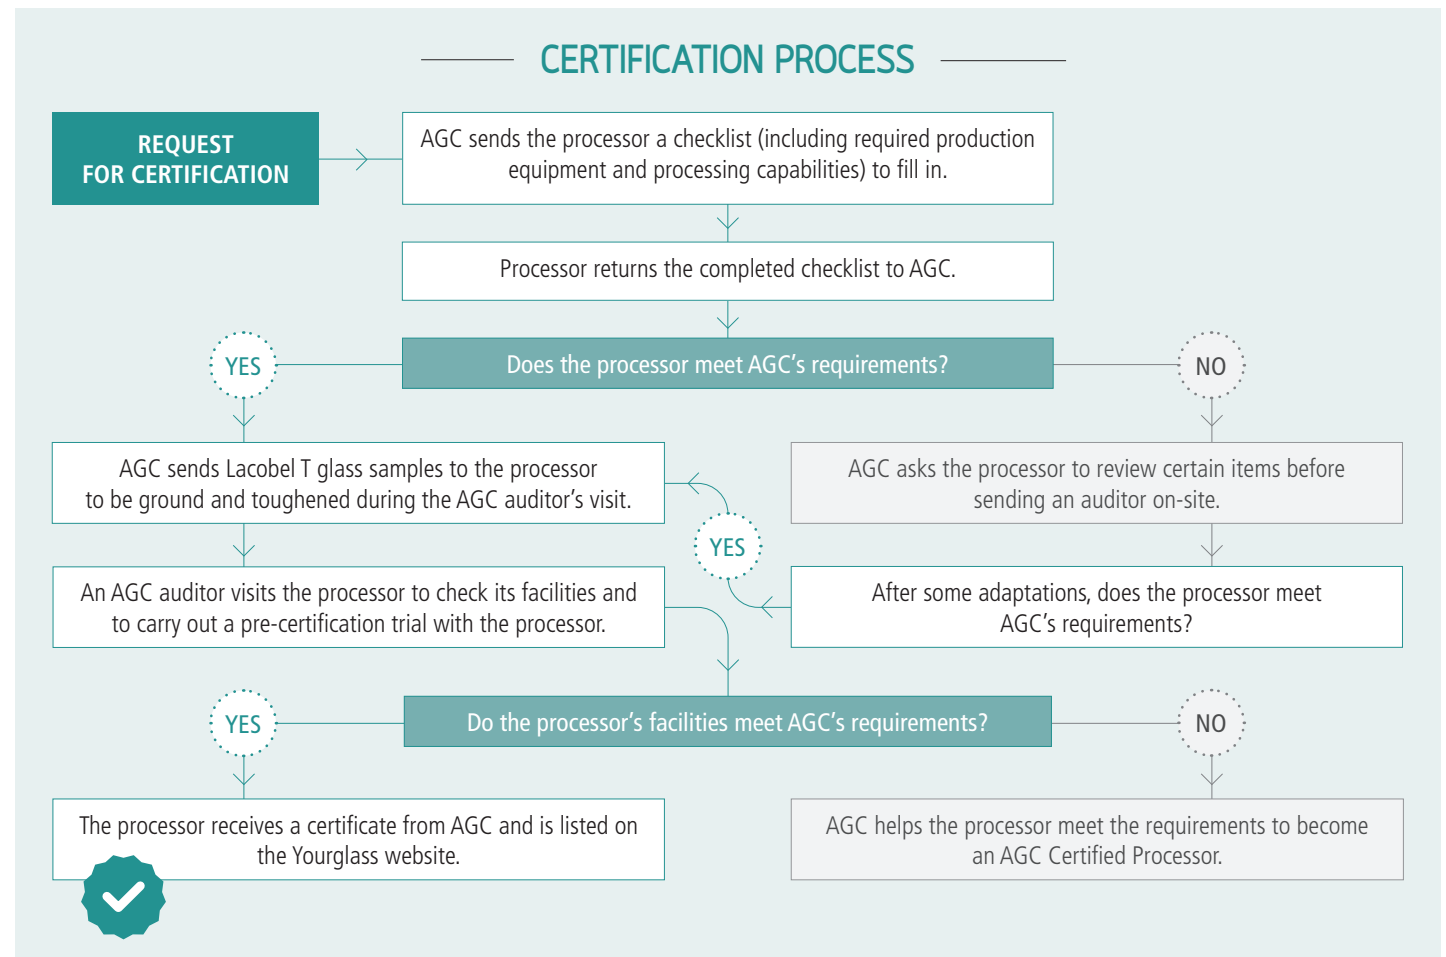 CERTIFICATION PROCESS
REQUEST
FOR CERTIFICATION
AGC sends the processor a checklist (including required production
equipment and processing capabilities) to fill in.
Processor returns the completed checklist to AGC.
Does the processor meet AGC’s requirements?
YES
NO
AGC sends Lacobel T glass samples to the processor
to be ground and toughened during the AGC auditor’s visit.
AGC asks the processor to review certain items before
sending an auditor on-site.
YES
An AGC auditor visits the processor to check its facilities and
to carry out a pre-certification trial with the processor.
After some adaptations, does the processor meet
AGC’s requirements?
Do the processor’s facilities meet AGC’s requirements?
YES
NO
The processor receives a certificate from AGC and is listed on
the Yourglass website.
AGC helps the processor meet the requirements to become
an AGC Certified Processor.